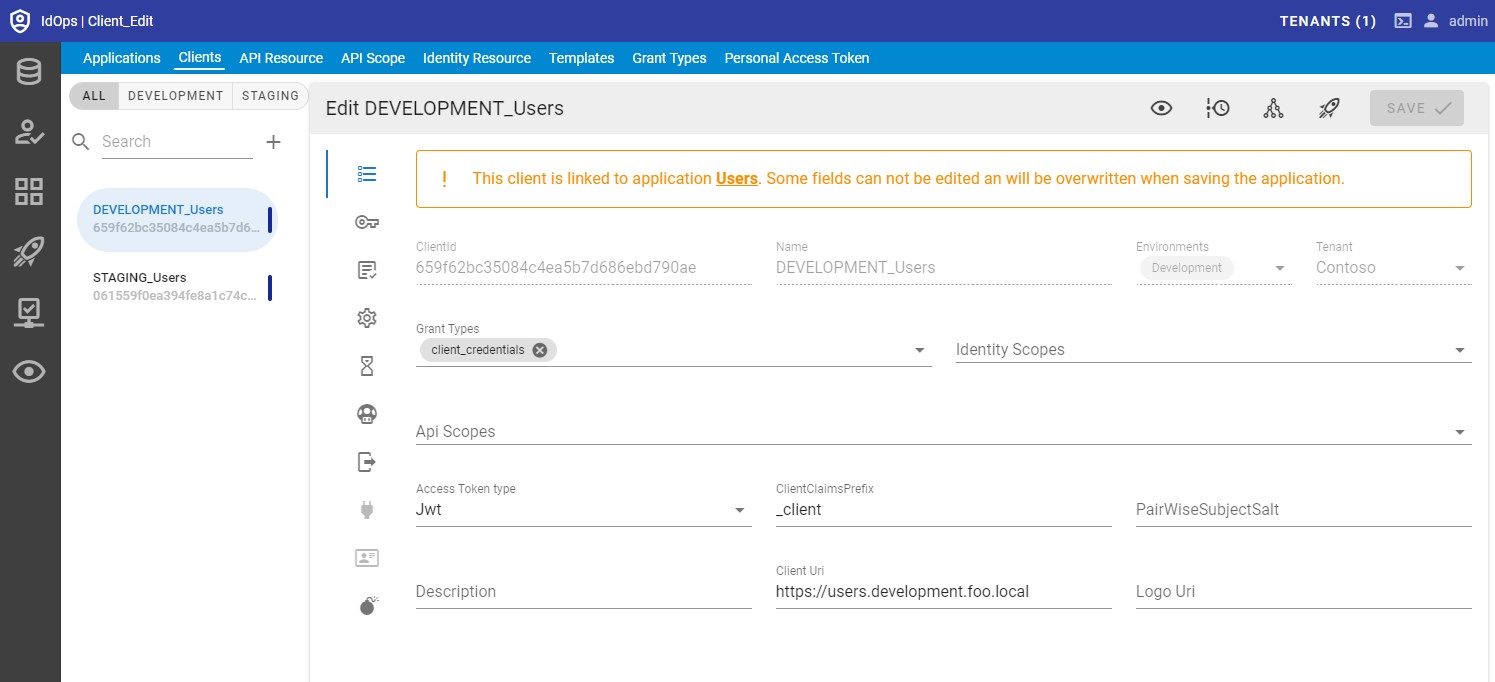 IdOps | Client_Edit
TENANTS (1)
admin
Applications
Clients
API Resource
API Scope
Identity Resource
Templates
Grant Types
Personal Access Token
ALL
DEVELOPMENT
STAGING
Search
DEVELOPMENT_Users
659f62bc35084c4ea5b7d6...
STAGING_Users
061559f0ea394fe8a1c74c...
Edit DEVELOPMENT_Users
SAVE
This client is linked to application Users. Some fields can not be edited an will be overwritten when saving the application.
ClientId
659f62bc35084c4ea5b7d686ebd790ae
Name
DEVELOPMENT_Users
Environments
Development
Tenant
Contoso
Grant Types
client_credentials
Identity Scopes
Api Scopes
Access Token type
Jwt
ClientClaimsPrefix
_client
PairWiseSubjectSalt
Description
Client Uri
https://users.development.foo.local
Logo Uri